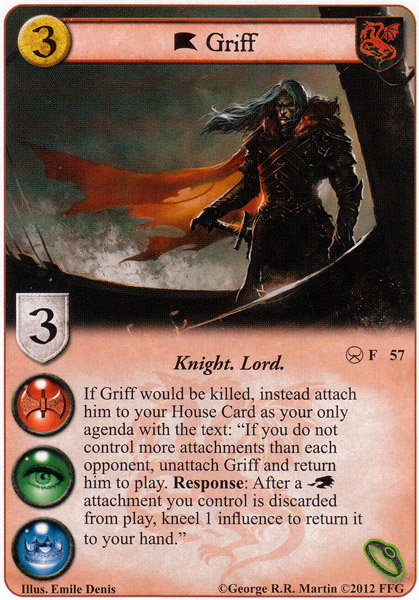 3
Griff
3
Knight. Lord.
F 57
If Griff would be killed, instead attach
him to your House Card as your only
agenda with the text: “If you do not
control more attachments than each
opponent, unattach Griff and return
him to play. Response: After a
attachment you control is discarded
from play, kneel 1 influence to return it
to your hand.”
Illus. Emile Denis
©George R.R. Martin ©2012 FFG